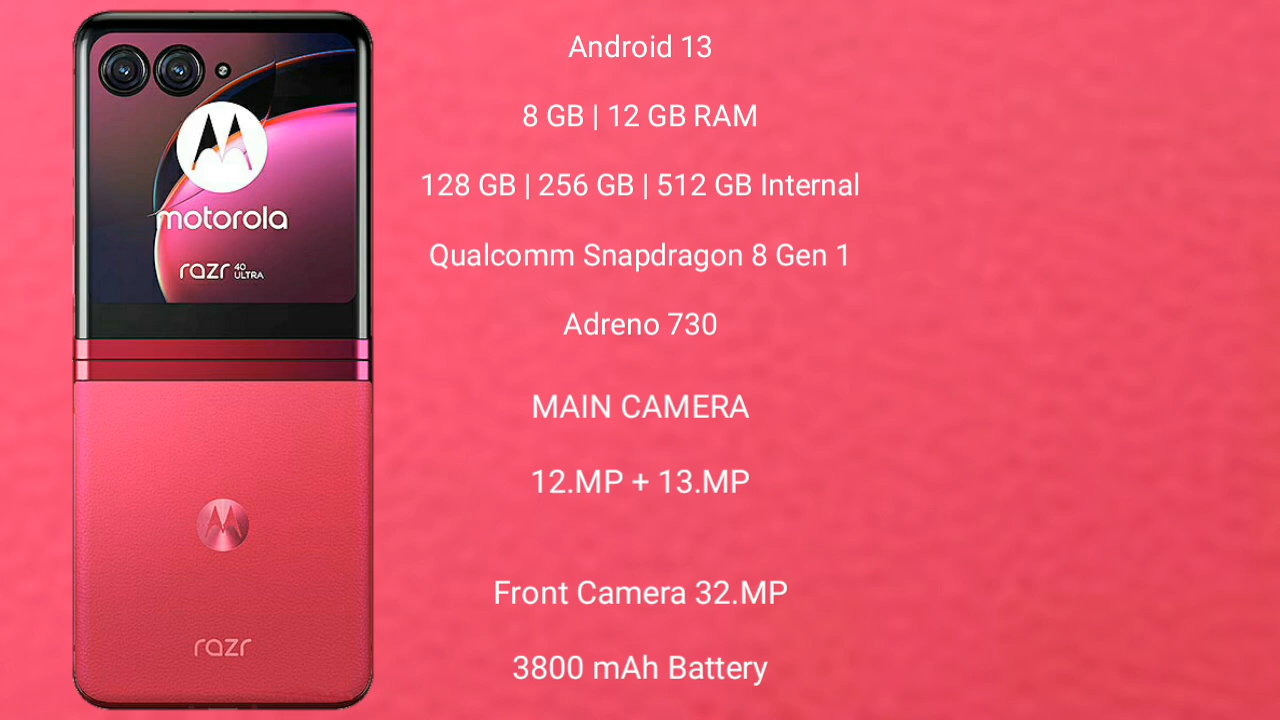 motorola
razr 40 ULTRA
razr
Android 13
8 GB | 12 GB RAM
128 GB | 256 GB | 512 GB Internal
Qualcomm Snapdragon 8 Gen 1
Adreno 730
MAIN CAMERA
12.MP + 13.MP
Front Camera 32.MP
3800 mAh Battery